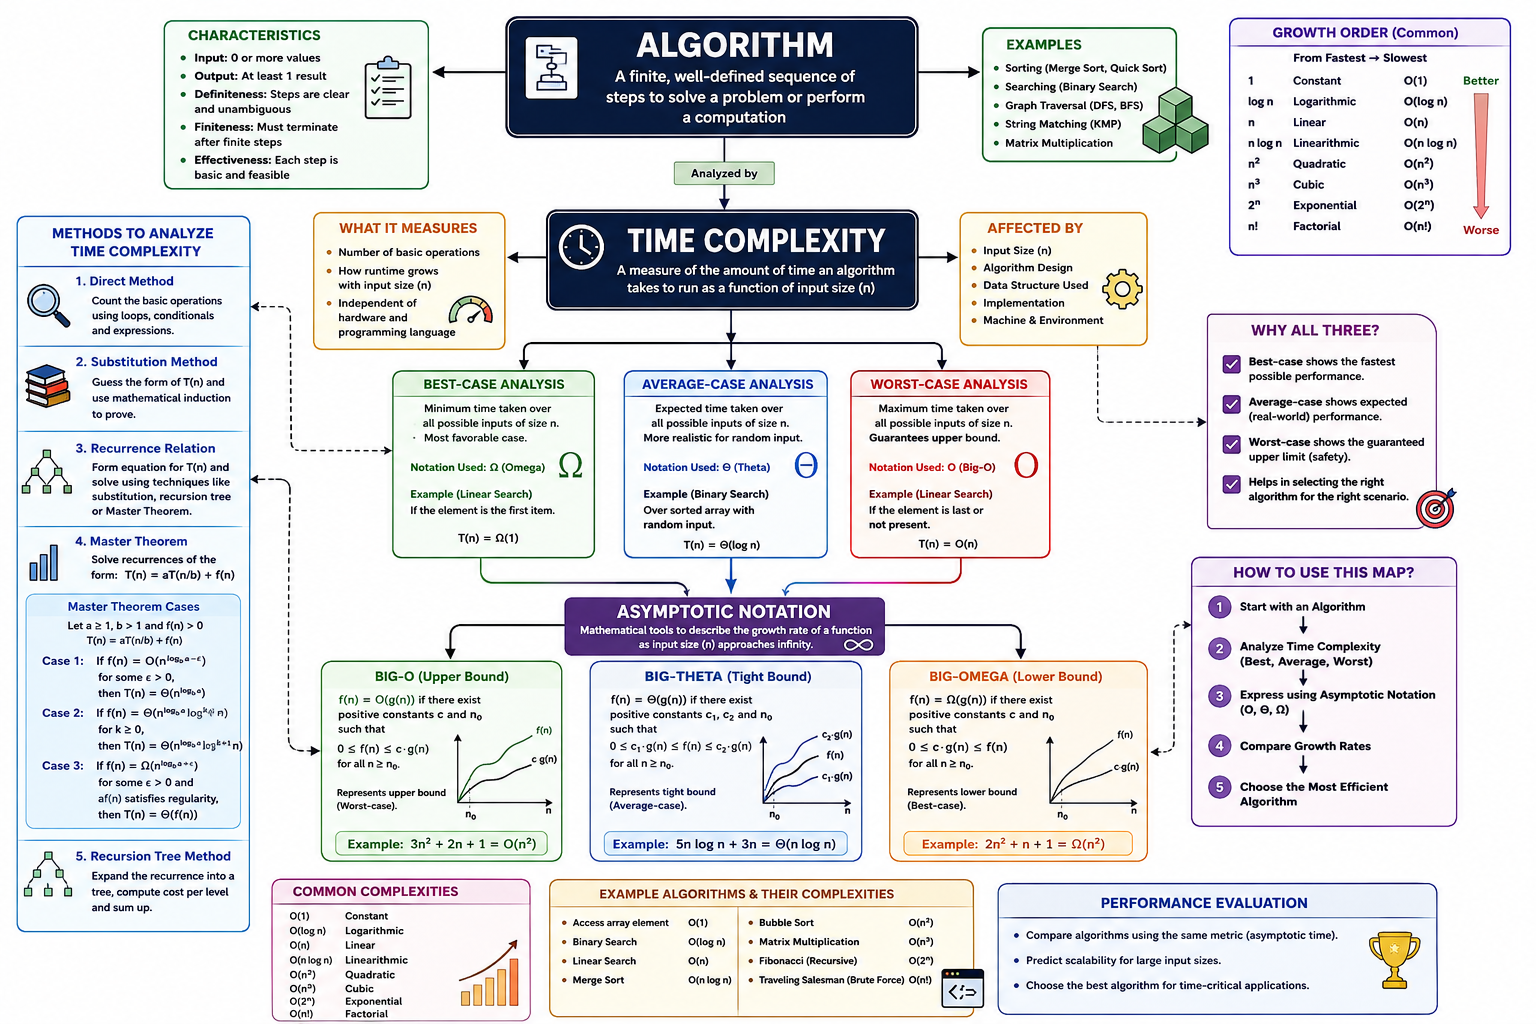 CHARACTERISTICS
• Input: 0 or more values
• Output: At least 1 result
• Definiteness: Steps are clear
and unambiguous
• Finiteness: Must terminate
after finite steps
• Effectiveness: Each step is
basic and feasible
ALGORITHM
A finite, well-defined sequence of
steps to solve a problem or perform
a computation
Analyzed by
EXAMPLES
• Sorting (Merge Sort, Quick Sort)
• Searching (Binary Search)
• Graph Traversal (DFS, BFS)
• String Matching (KMP)
• Matrix Multiplication
GROWTH ORDER (Common)
From Fastest → Slowest
1 Constant O(1) Better
log n Logarithmic O(log n)
n Linear O(n)
n log n Linearithmic O(n log n)
n² Quadratic O(n²)
n³ Cubic O(n³)
2ⁿ Exponential O(2ⁿ)
n! Factorial O(n!) Worse
METHODS TO ANALYZE
TIME COMPLEXITY
1. Direct Method
Count the basic operations
using loops, conditionals
and expressions.
2. Substitution Method
Guess the form of T(n) and
use mathematical induction
to prove.
3. Recurrence Relation
Form equation for T(n) and
solve using techniques like
substitution, recursion tree
or Master Theorem.
4. Master Theorem
Solve recurrences of the
form: T(n) = aT(n/b) + f(n)
Master Theorem Cases
Let a ≥ 1, b > 1 and f(n) > 0
T(n) = aT(n/b) + f(n)
Case 1: If f(n) = O(n^(log_b a−ε))
for some ε > 0,
then T(n) = Θ(n^(log_b a))
Case 2: If f(n) = Θ(n^(log_b a) log n)
for k ≥ 0,
then T(n) = Θ(n^(log_b a) log^(k+1) n)
Case 3: If f(n) = Ω(n^(log_b a+ε))
for some ε > 0 and
af(n) satisfies regularity,
then T(n) = Θ(f(n))
5. Recursion Tree Method
Expand the recurrence into a
tree, compute cost per level
and sum up.
WHAT IT MEASURES
• Number of basic operations
• How runtime grows
with input size (n)
• Independent of
hardware and
programming language
TIME COMPLEXITY
A measure of the amount of time an algorithm
takes to run as a function of input size (n)
AFFECTED BY
• Input Size (n)
• Algorithm Design
• Data Structure Used
• Implementation
• Machine & Environment
BEST-CASE ANALYSIS
Minimum time taken over
all possible inputs of size n.
· Most favorable case.
Notation Used: Ω (Omega) Ω
Example (Linear Search)
If the element is the first item.
T(n) = Ω(1)
AVERAGE-CASE ANALYSIS
Expected time taken over
all possible inputs of size n.
More realistic for random input.
Notation Used: Θ (Theta) Θ
Example (Binary Search)
Over sorted array with
random input.
T(n) = Θ(log n)
WORST-CASE ANALYSIS
Maximum time taken over
all possible inputs of size n.
Guarantees upper bound.
Notation Used: O (Big-O) O
Example (Linear Search)
If the element is last or
not present.
T(n) = O(n)
WHY ALL THREE?
Best-case shows the fastest
possible performance.
Average-case shows expected
(real-world) performance.
Worst-case shows the guaranteed
upper limit (safety).
Helps in selecting the right
algorithm for the right scenario.
ASYMPTOTIC NOTATION
Mathematical tools to describe the growth rate of a function
as input size (n) approaches infinity. ∞
BIG-O (Upper Bound)
f(n) = O(g(n)) if there exist
positive constants c and n₀
such that
0 ≤ f(n) ≤ c·g(n)
for all n ≥ n₀.
Represents upper bound
(Worst-case).
f(n)
c g(n)
n₀ n
Example: 3n² + 2n + 1 = O(n²)
BIG-THETA (Tight Bound)
f(n) = Θ(g(n)) if there exist
positive constants c₁, c₂ and n₀
such that
0 ≤ c₁·g(n) ≤ f(n) ≤ c₂·g(n)
for all n ≥ n₀.
Represents tight bound
(Average-case).
c₂·g(n)
f(n)
c₁·g(n)
n₀ n
Example: 5n log n + 3n = Θ(n log n)
BIG-OMEGA (Lower Bound)
f(n) = Ω(g(n)) if there exist
positive constants c and n₀
such that
0 ≤ c·g(n) ≤ f(n)
for all n ≥ n₀.
Represents lower bound
(Best-case).
f(n)
c·g(n)
n₀ n
Example: 2n² + n + 1 = Ω(n²)
HOW TO USE THIS MAP?
1 Start with an Algorithm
2 Analyze Time Complexity
(Best, Average, Worst)
3 Express using Asymptotic Notation
(O, Θ, Ω)
4 Compare Growth Rates
5 Choose the Most Efficient
Algorithm
COMMON COMPLEXITIES
O(1) Constant
O(log n) Logarithmic
O(n) Linear
O(n log n) Linearithmic
O(n²) Quadratic
O(n³) Cubic
O(2ⁿ) Exponential
O(n!) Factorial
EXAMPLE ALGORITHMS & THEIR COMPLEXITIES
• Access array element O(1)
• Binary Search O(log n)
• Linear Search O(n)
• Merge Sort O(n log n)
• Bubble Sort O(n²)
• Matrix Multiplication O(n³)
• Fibonacci (Recursive) O(2ⁿ)
• Traveling Salesman (Brute Force) O(n!)
PERFORMANCE EVALUATION
• Compare algorithms using the same metric (asymptotic time).
• Predict scalability for large input sizes.
• Choose the best algorithm for time-critical applications.